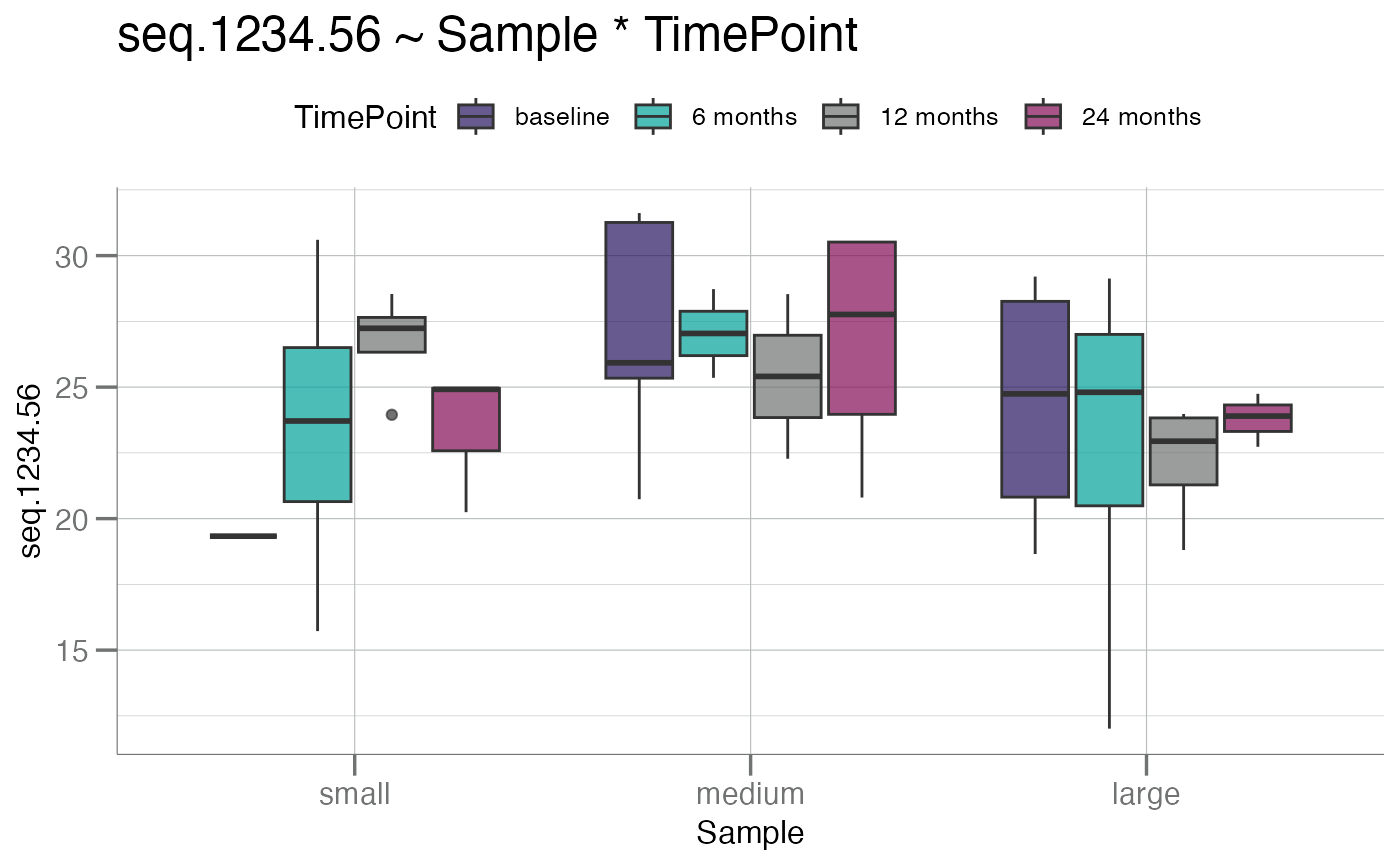 seq.1234.56 ~ Sample * TimePoint
TimePoint baseline 6 months 12 months 24 months
seq.1234.56
30
25
20
15
small medium large
Sample